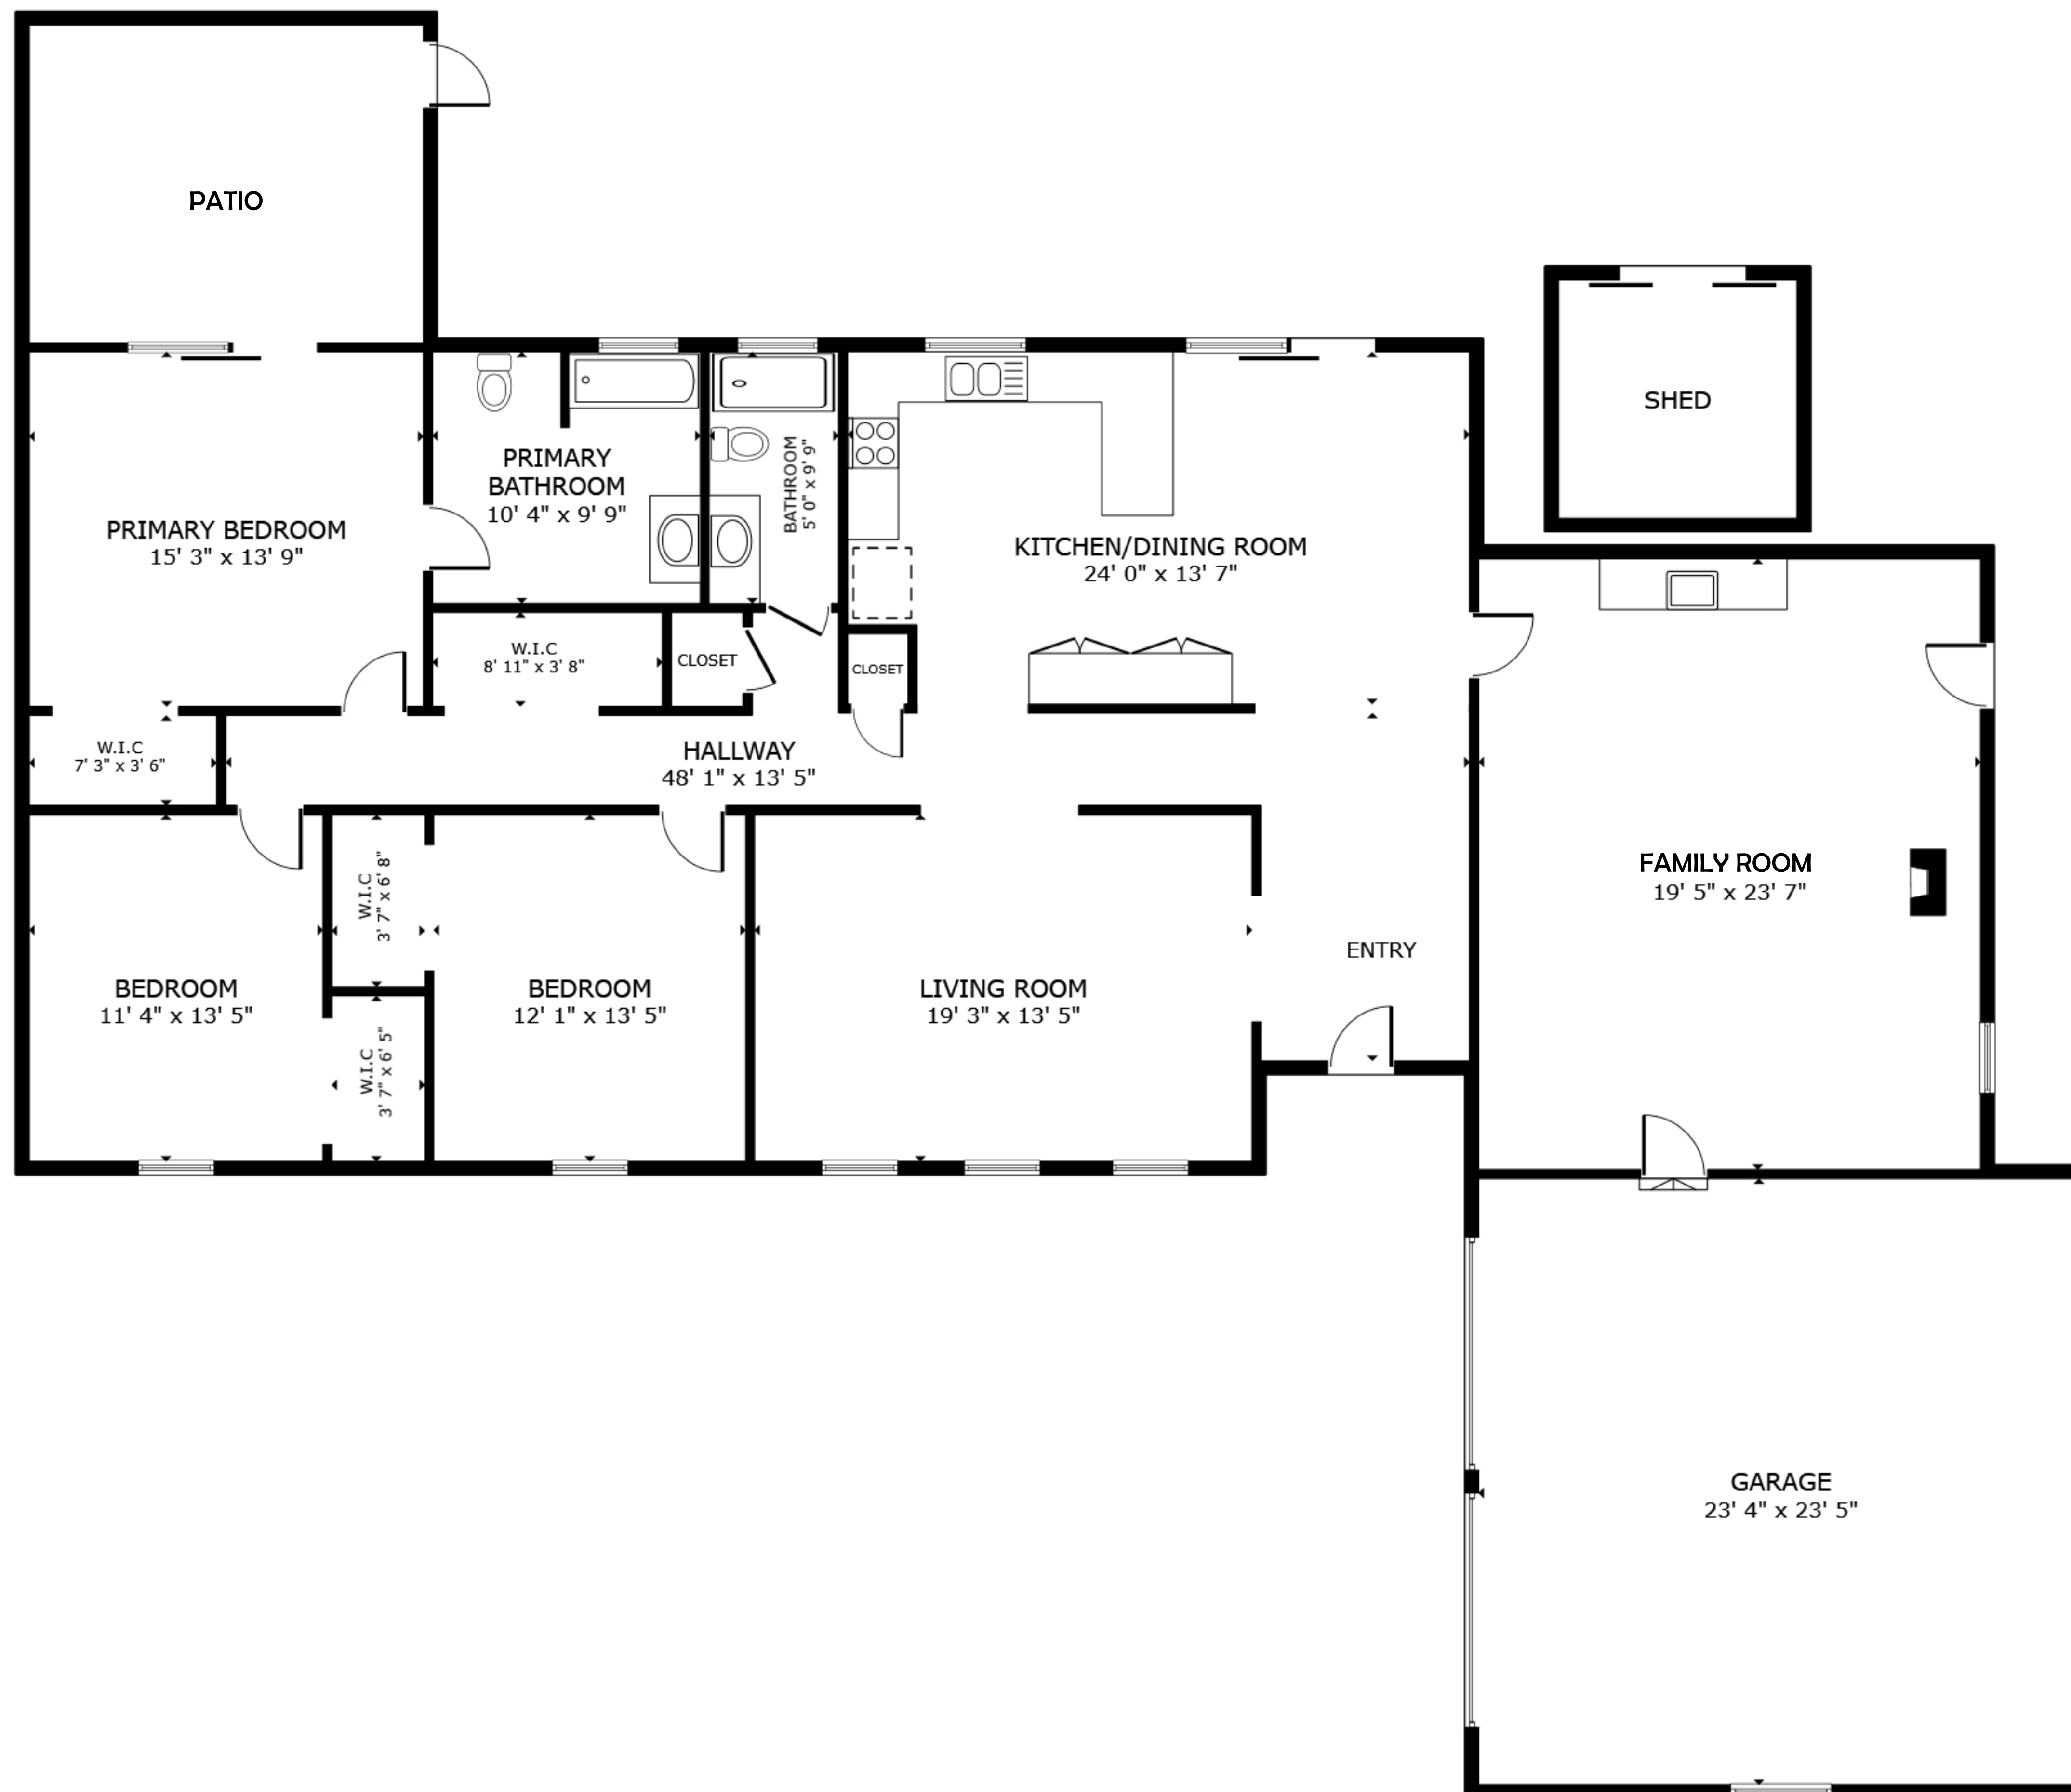 PATIO
SHED
PRIMARY
BATHROOM
10' 4" x 9' 9"
BATHROOM
5' 0" x 9' 9"
PRIMARY BEDROOM
15' 3" x 13' 9"
KITCHEN/DINING ROOM
24' 0" x 13' 7"
W.I.C
8' 11" x 3' 8"
CLOSET
CLOSET
W.I.C
7' 3" x 3' 6"
HALLWAY
48' 1" x 13' 5"
W.I.C
3' 7" x 6' 8"
FAMILY ROOM
19' 5" x 23' 7"
ENTRY
BEDROOM
11' 4" x 13' 5"
W.I.C
3' 7" x 6' 5"
BEDROOM
12' 1" x 13' 5"
LIVING ROOM
19' 3" x 13' 5"
GARAGE
23' 4" x 23' 5"